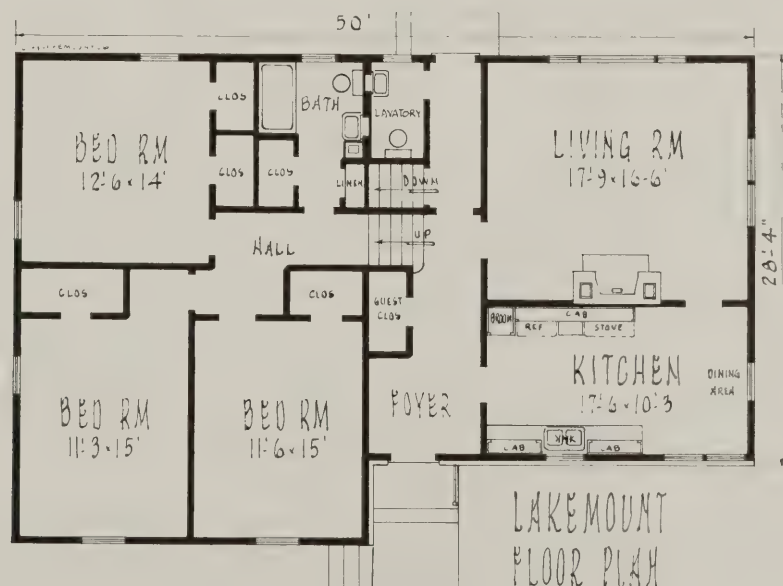 50'
CLOS
BATH
LAVATORY
BED RM
12'-6 × 14'
LIVING RM
17'-9 × 16-6'
CLOS
CLOS
LINEN
DOWN
HALL
UP
28'-4"
CLOS
CLOS
GUEST
CLOS
BROOM
CAB
REF
STOVE
KITCHEN
17'-6 × 10'-3
DINING
AREA
FOYER
BED RM
11'-3 × 15'
BED RM
11'-6 × 15'
CAB
SINK
CAB
LAKEMOUNT
FLOOR PLAN